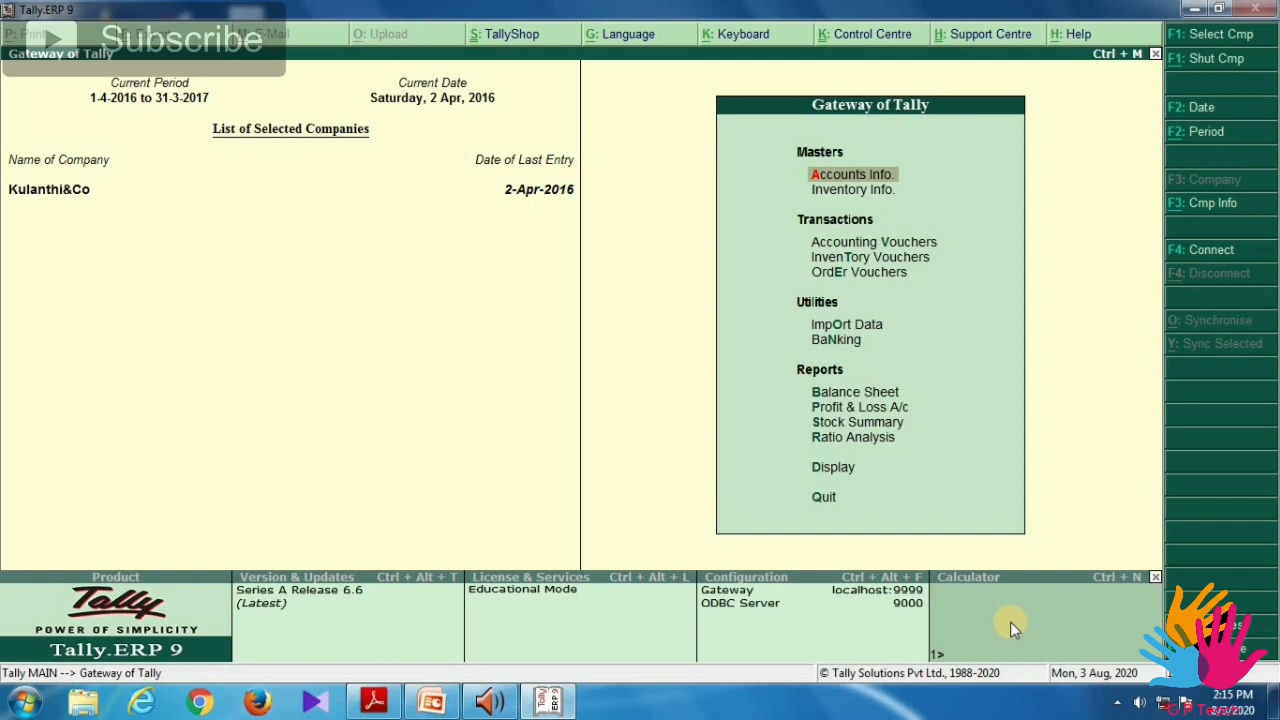 Tally.ERP 9
P: Print
E-Mail
O: Upload
S: TallyShop
G: Language
K: Keyboard
K: Control Centre
H: Support Centre
H: Help
Subscribe
Gateway of Tally
Ctrl + M
Current Period
1-4-2016 to 31-3-2017
Current Date
Saturday, 2 Apr, 2016
List of Selected Companies
Name of Company
Date of Last Entry
Kulanthi&Co
2-Apr-2016
Gateway of Tally
Masters
Accounts Info.
Inventory Info.
Transactions
Accounting Vouchers
InvenTory Vouchers
OrdEr Vouchers
Utilities
ImpOrt Data
BaNking
Reports
Balance Sheet
Profit & Loss A/c
Stock Summary
Ratio Analysis
Display
Quit
F1: Select Cmp
F1: Shut Cmp
F2: Date
F2: Period
F3: Company
F3: Cmp Info
F4: Connect
F4: Disconnect
O: Synchronise
Y: Sync Selected
Product
Tally
POWER OF SIMPLICITY
Tally.ERP 9
Version & Updates
Ctrl + Alt + T
Series A Release 6.6
(Latest)
License & Services
Ctrl + Alt + L
Educational Mode
Configuration
Ctrl + Alt + F
Gateway
localhost:9999
ODBC Server
9000
Calculator
Ctrl + N
1>
Tally MAIN --> Gateway of Tally
© Tally Solutions Pvt Ltd., 1988-2020
Mon, 3 Aug, 2020
Tally ERP 9
2:15 PM